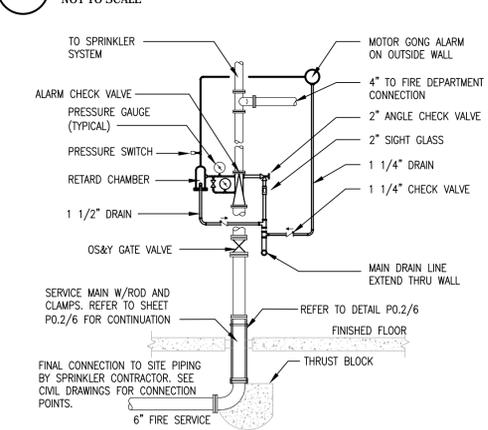 NOT TO SCALE
TO SPRINKLER
SYSTEM
MOTOR GONG ALARM
ON OUTSIDE WALL
4" TO FIRE DEPARTMENT
CONNECTION
ALARM CHECK VALVE
PRESSURE GAUGE
(TYPICAL)
2" ANGLE CHECK VALVE
2" SIGHT GLASS
PRESSURE SWITCH
1 1/4" DRAIN
RETARD CHAMBER
1 1/4" CHECK VALVE
1 1/2" DRAIN
OS&Y GATE VALVE
MAIN DRAIN LINE
EXTEND THRU WALL
SERVICE MAIN W/ROD AND
CLAMPS. REFER TO SHEET
P0.2/6 FOR CONTINUATION
REFER TO DETAIL P0.2/6
FINISHED FLOOR
THRUST BLOCK
FINAL CONNECTION TO SITE PIPING
BY SPRINKLER CONTRACTOR. SEE
CIVIL DRAWINGS FOR CONNECTION
POINTS.
6" FIRE SERVICE